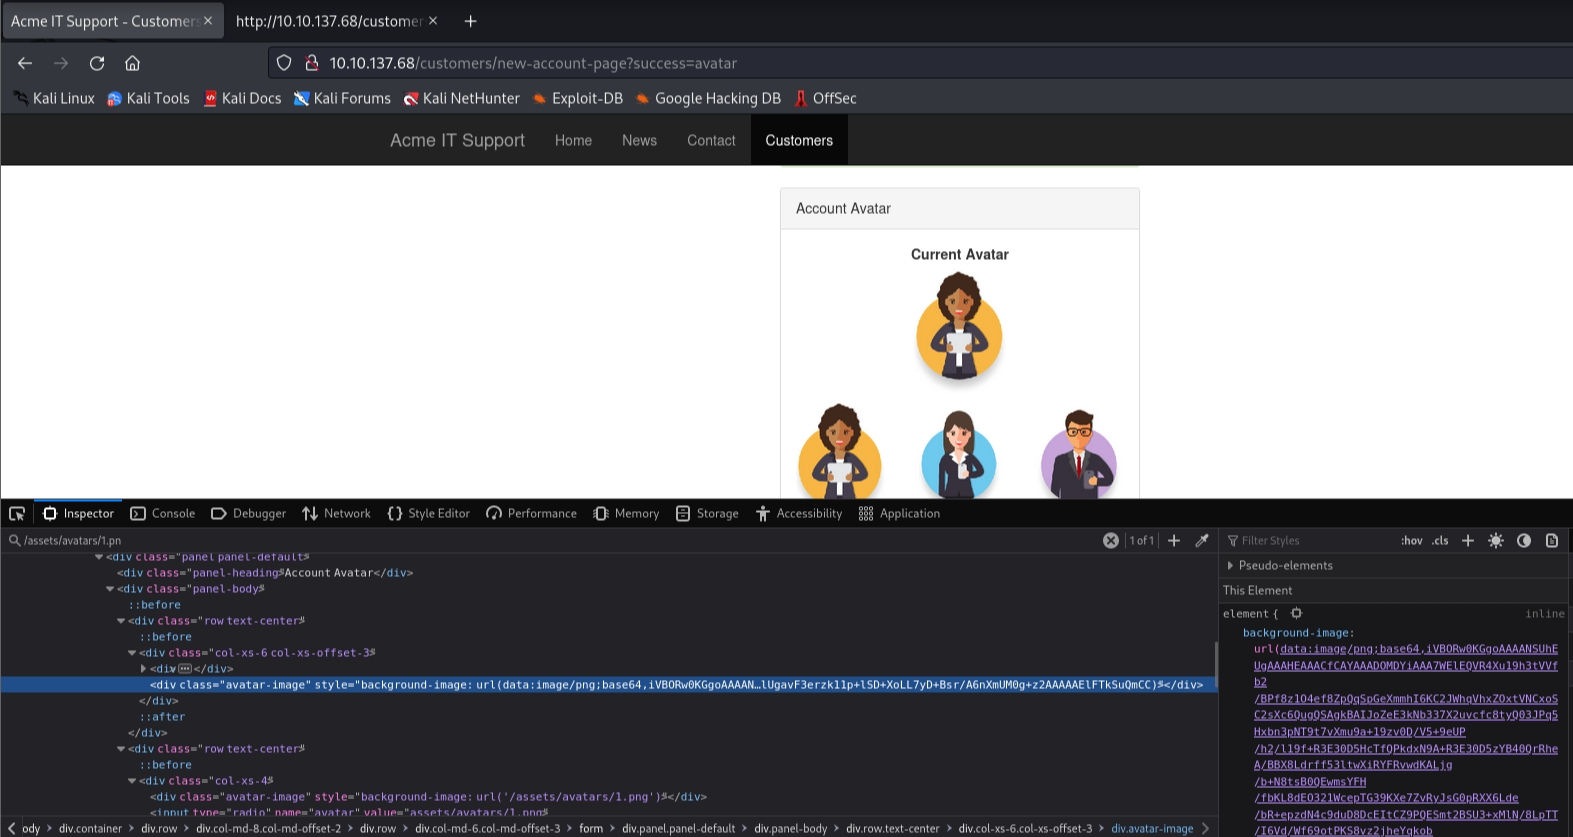 Acme IT Support - Customers
http://10.10.137.68/customer
10.10.137.68/customers/new-account-page?success=avatar
Kali Linux Kali Tools Kali Docs Kali Forums Kali NetHunter Exploit-DB Google Hacking DB OffSec
Acme IT Support Home News Contact Customers
Account Avatar
Current Avatar
Inspector Console Debugger Network Style Editor Performance Memory Storage Accessibility Application
/assets/avatars/1.pn
1 of 1
<div class="panel panel-default">
<div class="panel-heading">Account Avatar</div>
<div class="panel-body">
::before
<div class="row text-center">
::before
<div class="col-xs-6 col-xs-offset-3">
<div>···</div>
<div class="avatar-image" style="background-image: url(data:image/png;base64,iVBORw0KGgoAAAAN…lUgavF3erzk11p+lSD+XoLL7yD+Bsr/A6nXmUM0g+z2AAAAAElFTkSuQmCC)"></div>
</div>
::after
</div>
<div class="row text-center">
::before
<div class="col-xs-4">
<div class="avatar-image" style="background-image: url('/assets/avatars/1.png')"></div>
<input type="radio" name="avatar" value="assets/avatars/1.png"
ody > div.container > div.row > div.col-md-8.col-md-offset-2 > div.row > div.col-md-6.col-md-offset-3 > form > div.panel.panel-default > div.panel-body > div.row.text-center > div.col-xs-6.col-xs-offset-3 > div.avatar-image
Filter Styles
:hov .cls
Pseudo-elements
This Element
element {
inline
background-image:
url(data:image/png;base64,iVBORw0KGgoAAAANSUhE
UgAAAHEAAACfCAYAAADOMDYiAAA7WElEQVR4Xu19h3tVVf
b2
/BPf8z1O4ef8ZpQqSpGeXmmhI6KC2JWhqVhxZOxtVNCxoS
C2sXc6QugQSAgkBAIJoZeE3kNb337X2uvcfc8tyQ03JPq5
Hxbn3pNT9t7vXmu9a+19zv0D/V5+9eUP
/h2/l19f+R3E30D5HcTfQPkdxN9A+R3E30D5zYB40QrRhe
A/BBX8Ldrff53ltwXiRYFRvwdKALjg
/b+N8tsB0QEwmsYFH
/fbKL8dEO321WcepTG39KXe7ZvRyJsG0pRXX6Lde
/bR+epzdN4c9duD8DcEItCZ9PQESmt2BSU3+xMlN/8LpTT
/I6Vd/Wf69otPKS8vz2jheYqkob